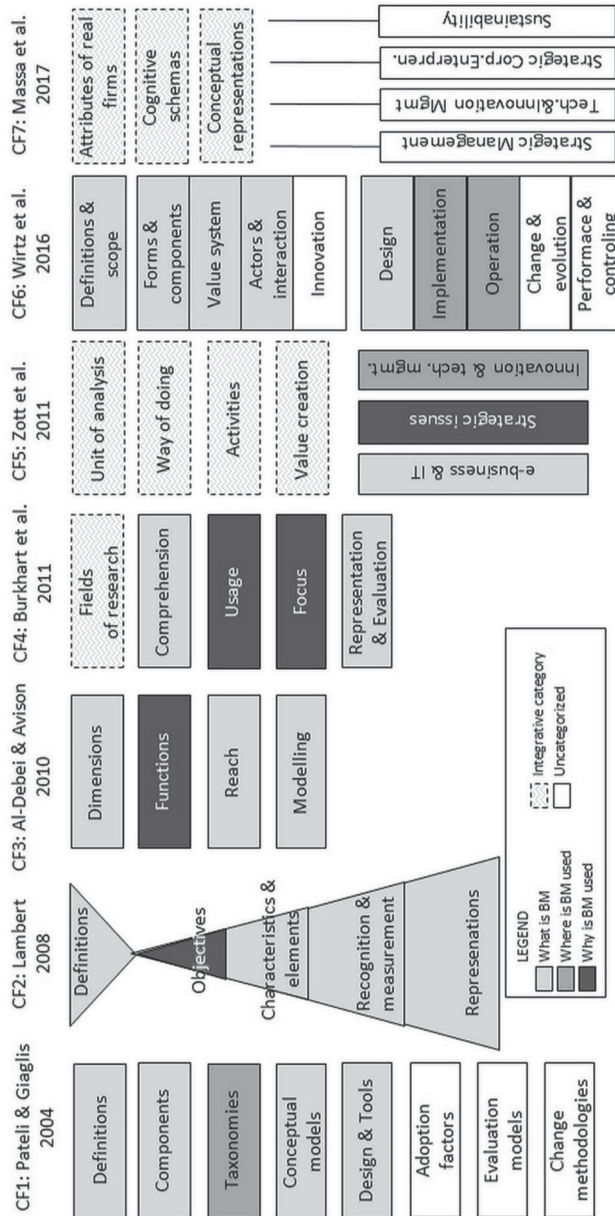 CF1: Pateli & Giaglis
2004
Definitions
Components
Taxonomies
Conceptual
models
Design & Tools
Adoption
factors
Evaluation
models
Change
methodologies
CF2: Lambert
2008
Definitions
Objectives
Characteristics &
elements
Recognition &
measurement
Represenations
CF3: Al-Debei & Avison
2010
Dimensions
Functions
Reach
Modelling
CF4: Burkhart et al.
2011
Fields
of research
Comprehension
Usage
Focus
Representation
& Evaluation
CF5: Zott et al.
2011
Unit of analysis
Way of doing
Activities
Value creation
e-business & IT
Strategic issues
Innovation & tech. mgmt.
CF6: Wirtz et al.
2016
Definitions &
scope
Forms &
components
Value system
Actors &
interaction
Innovation
Design
Implementation
Operation
Change &
evolution
Performace &
controling
CF7: Massa et al.
2017
Attributes of real
firms
Cognitive
schemas
Conceptual
representations
Strategic Management
Tech.&Innovation Mgmt
Strategic Corp.Enterpren.
Sustainability
LEGEND
What is BM
Where is BM used
Why is BM used
Integrative category
Uncategorized